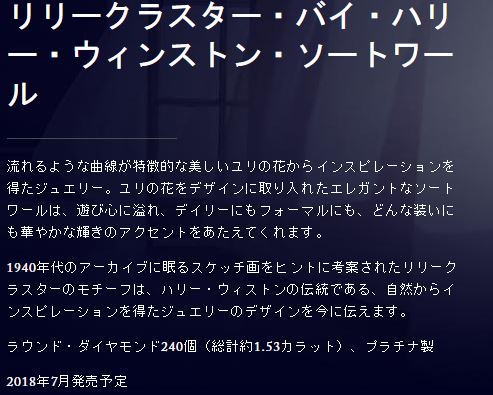 リリークラスター・バイ・ハリ
ー・ウィンストン・ソートワー
ル
流れるような曲線が特徴的な美しいユリの花からインスピレーションを
得たジュエリー。ユリの花をデザインに取り入れたエレガントなソート
ワールは、遊び心に溢れ、デイリーにもフォーマルにも、どんな装いに
も華やかな輝きのアクセントをあたえてくれます。
1940年代のアーカイブに眠るスケッチ画をヒントに考案されたリリーク
ラスターのモチーフは、ハリー・ウィストンの伝統である、自然からイ
ンスピレーションを得たジュエリーのデザインを今に伝えます。
ラウンド・ダイヤモンド240個（総計約1.53カラット）、プラチナ製
2018年7月発売予定